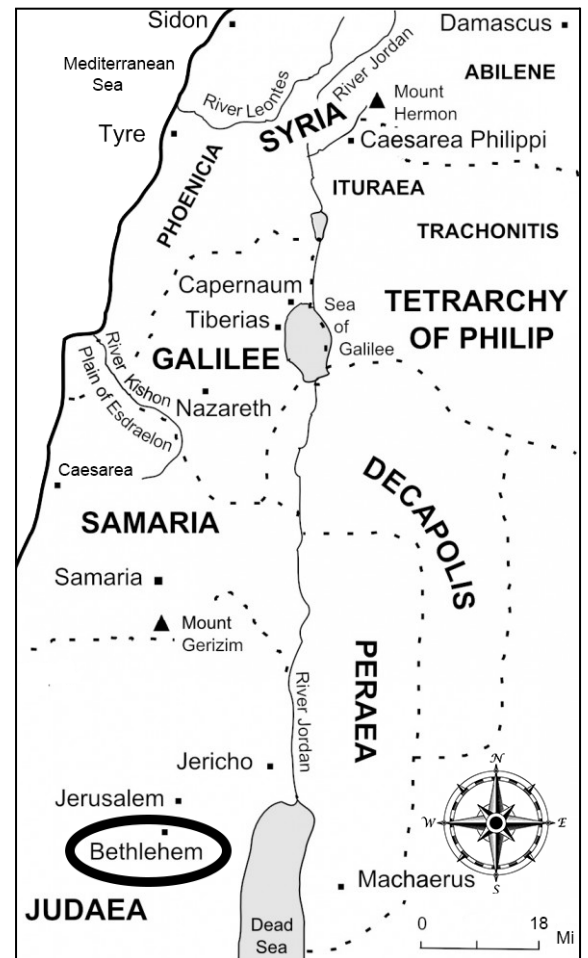 Sidon
Damascus
Mediterranean
Sea
ABILENE
River Leontes
River Jordan
Mount
Hermon
SYRIA
Tyre
Caesarea Philippi
PHOENICIA
ITURAEA
TRACHONITIS
Capernaum
Sea
of
Galilee
TETRARCHY
OF PHILIP
Tiberias
GALILEE
River Kishon
Plain of Esdraelon
Nazareth
Caesarea
DECAPOLIS
SAMARIA
Samaria
Mount
Gerizim
PERAEA
River Jordan
Jericho
Jerusalem
N
W
E
S
Bethlehem
Machaerus
JUDAEA
Dead
Sea
0
18
Mi